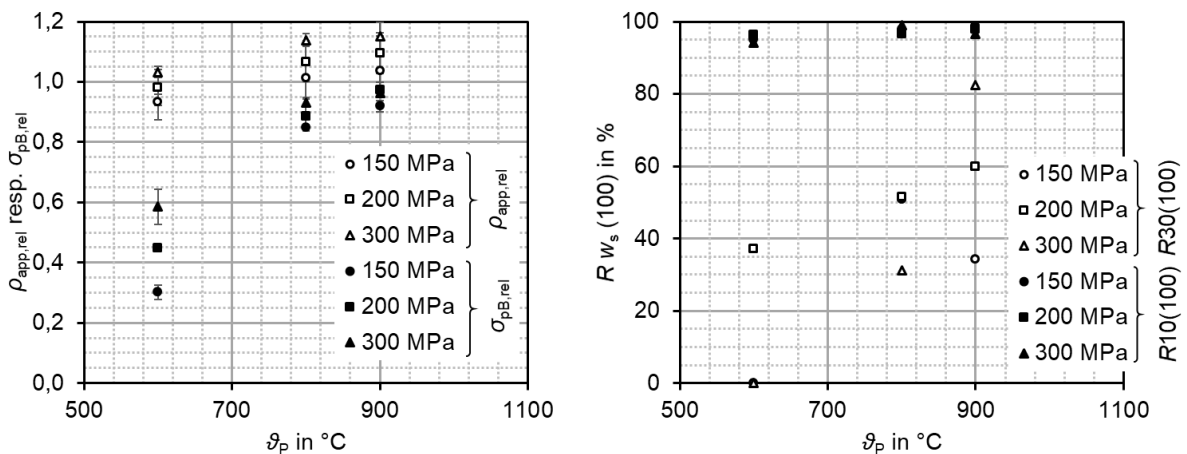 1,2
1,0
0,8
0,6
0,4
0,2
0,0
ρapp,rel resp. σpB,rel
150 MPa
200 MPa
300 MPa
ρapp,rel
150 MPa
200 MPa
300 MPa
σpB,rel
500 700 900 1100
ϑP in °C
100
80
60
40
20
0
R ws (100) in %
150 MPa
200 MPa
300 MPa
R30(100)
150 MPa
200 MPa
300 MPa
R10(100)
500 700 900 1100
ϑP in °C